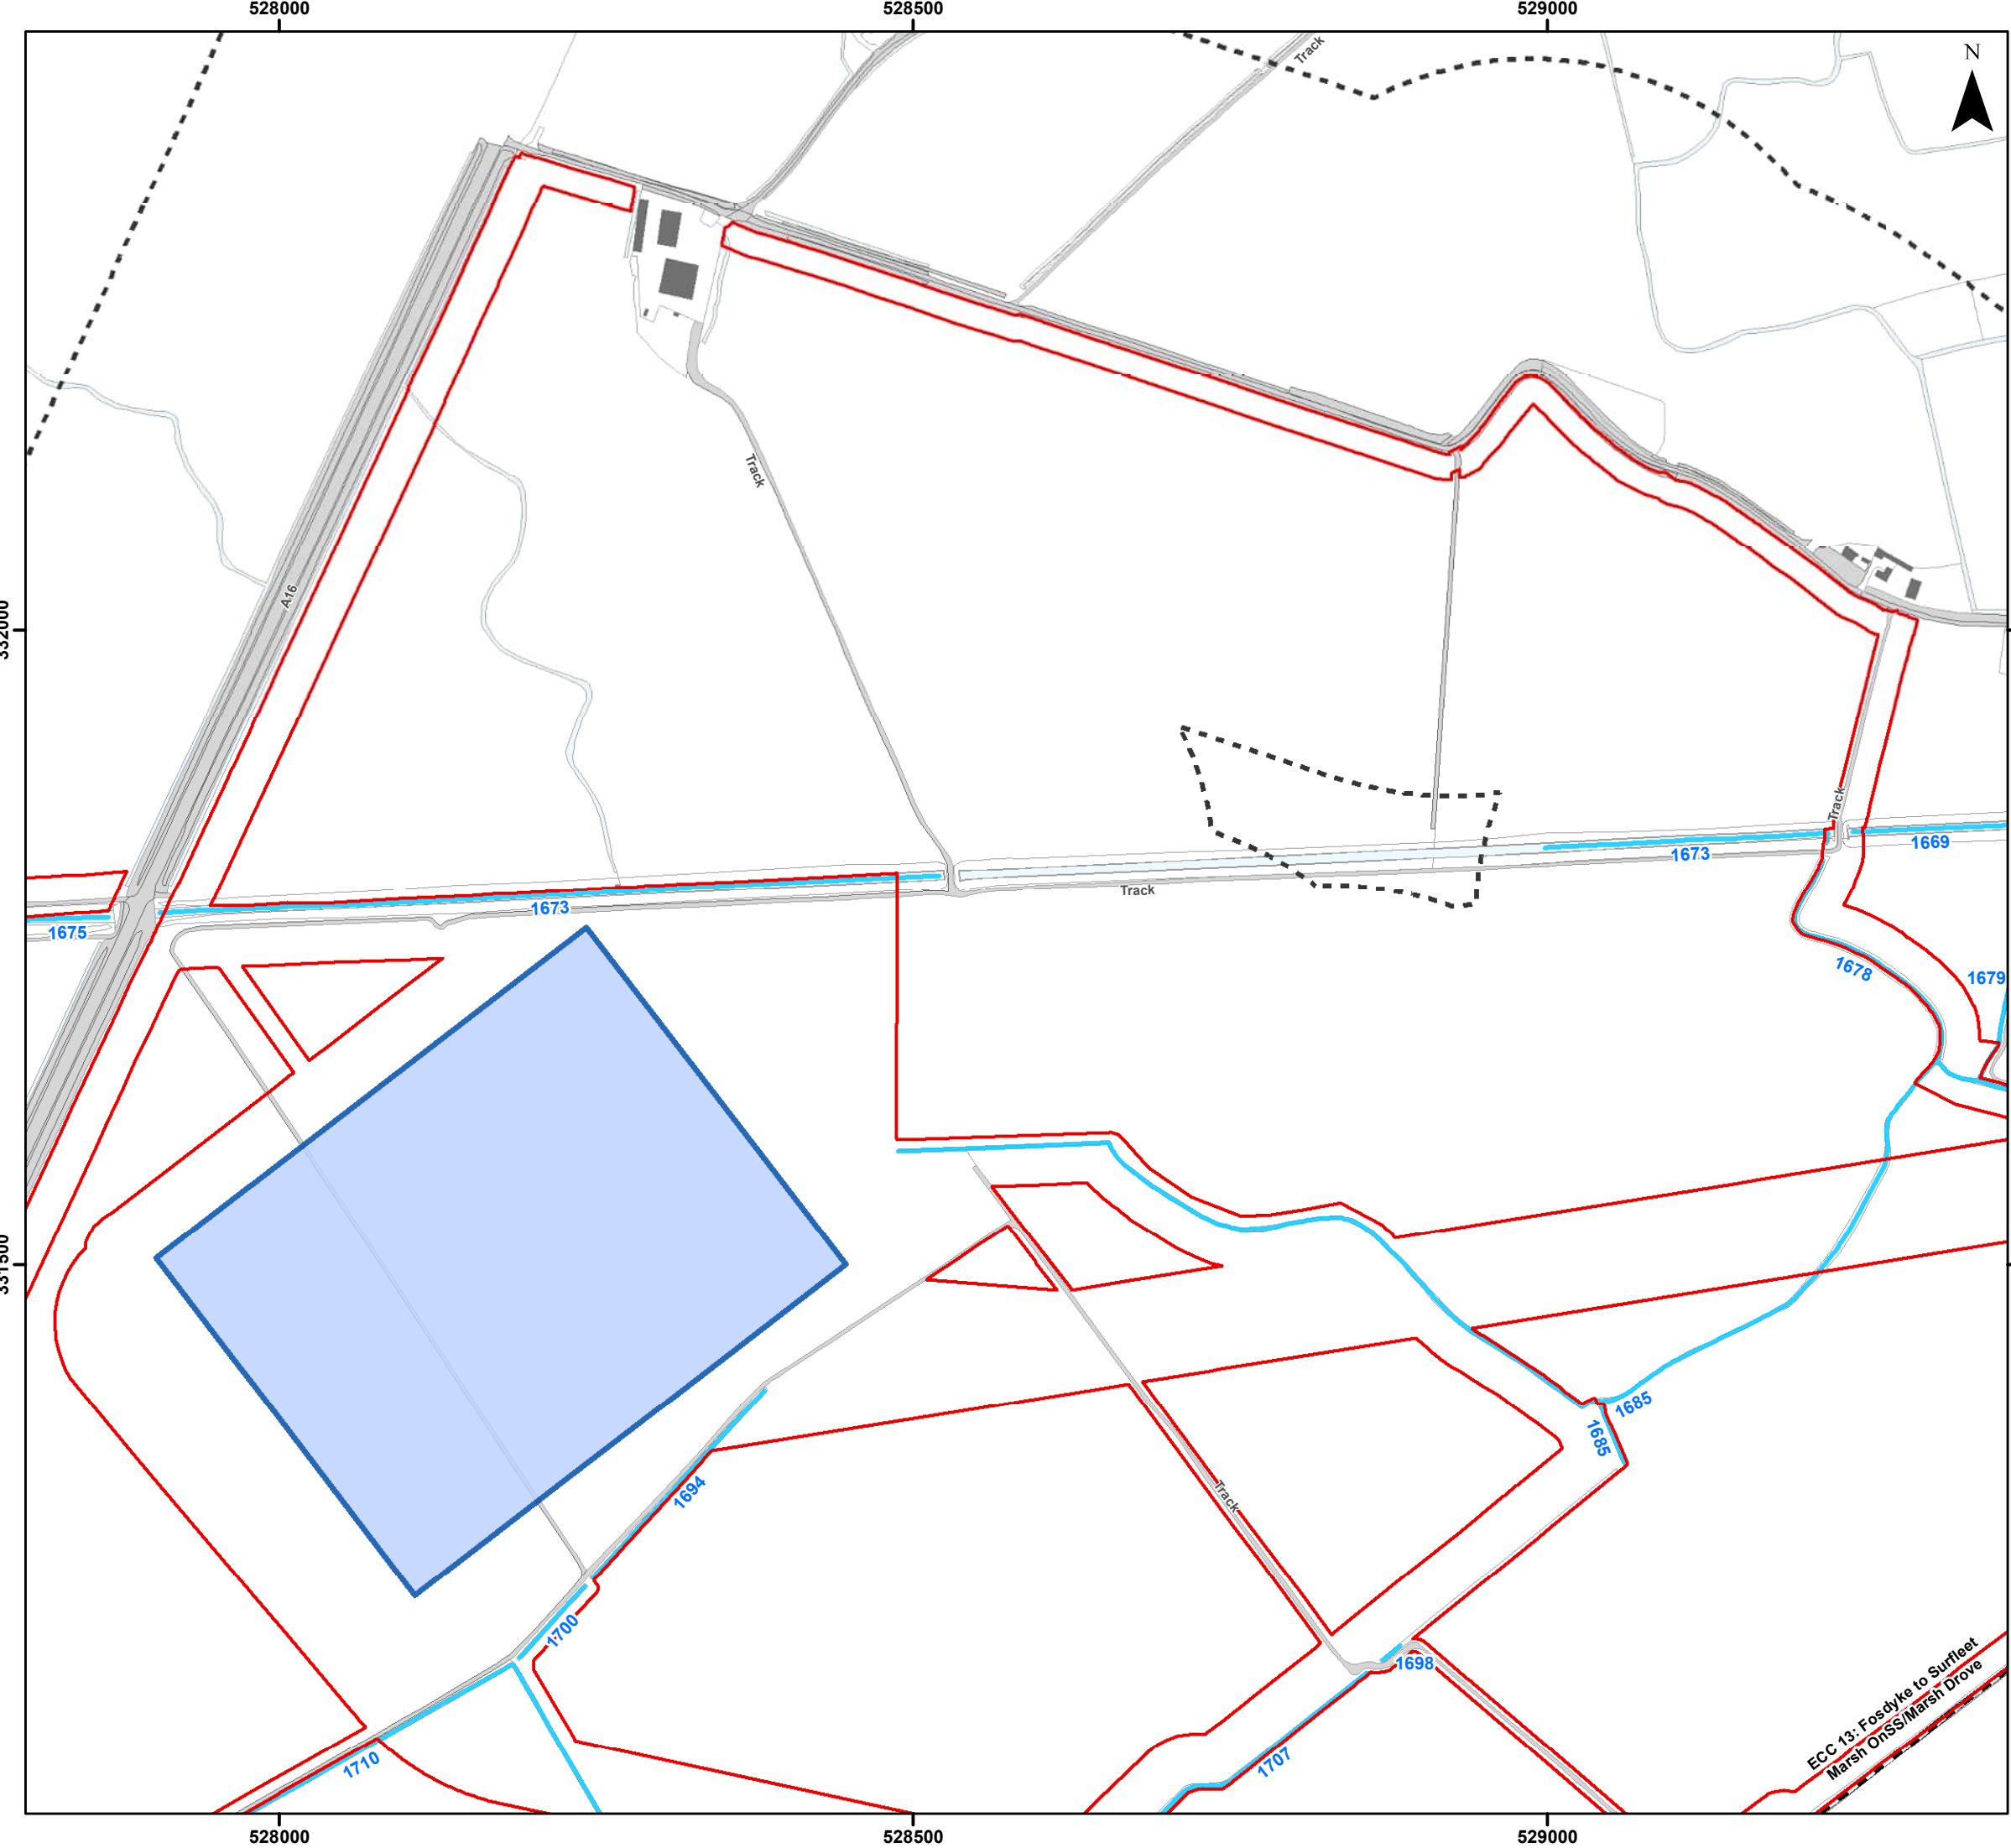 528000
528500
529000
N
Track
Track
A16
332000
Track
1673
1669
Track
1673
1675
1678
1679
331500
1685
1685
1694
Track
1700
1698
ECC 13: Fosdyke to Surfleet
Marsh OnSS/Marsh Drove
1710
1707
528000
528500
529000